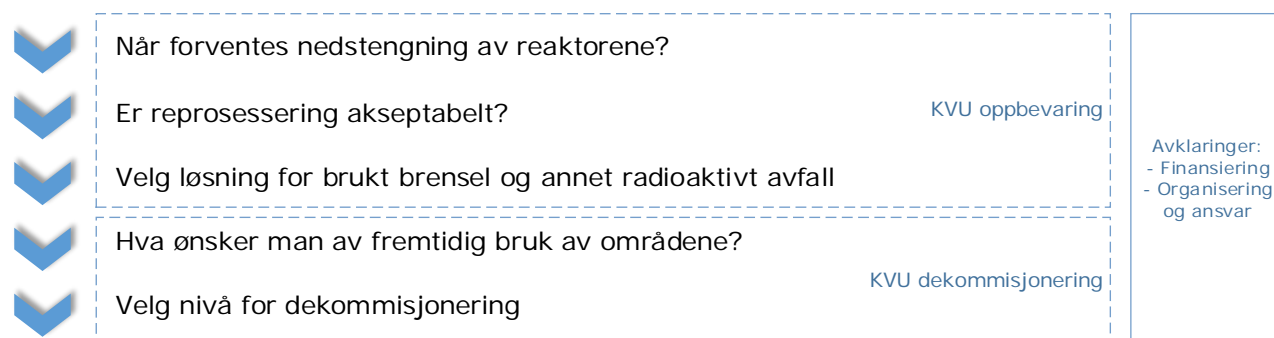 Når forventes nedstengning av reaktorene?
Er reprosessering akseptabelt?
KVU oppbevaring
Velg løsning for brukt brensel og annet radioaktivt avfall
Hva ønsker man av fremtidig bruk av områdene?
KVU dekommisjonering
Velg nivå for dekommisjonering
Avklaringer:
- Finansiering
- Organisering
og ansvar